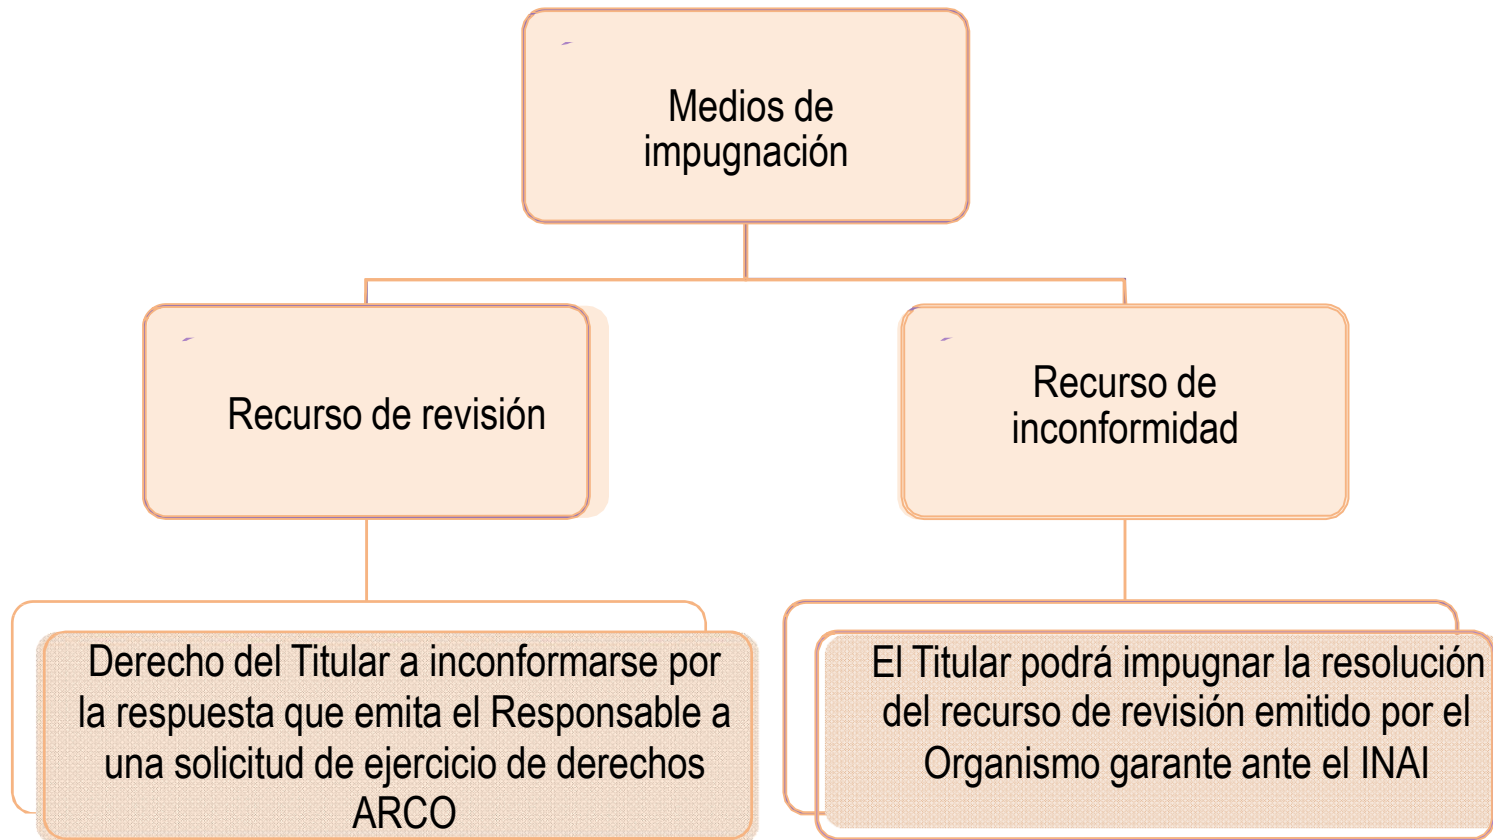 Medios de
impugnación
Recurso de revisión
Recurso de
inconformidad
Derecho del Titular a inconformarse por
la respuesta que emita el Responsable a
una solicitud de ejercicio de derechos
ARCO
El Titular podrá impugnar la resolución
del recurso de revisión emitido por el
Organismo garante ante el INAI